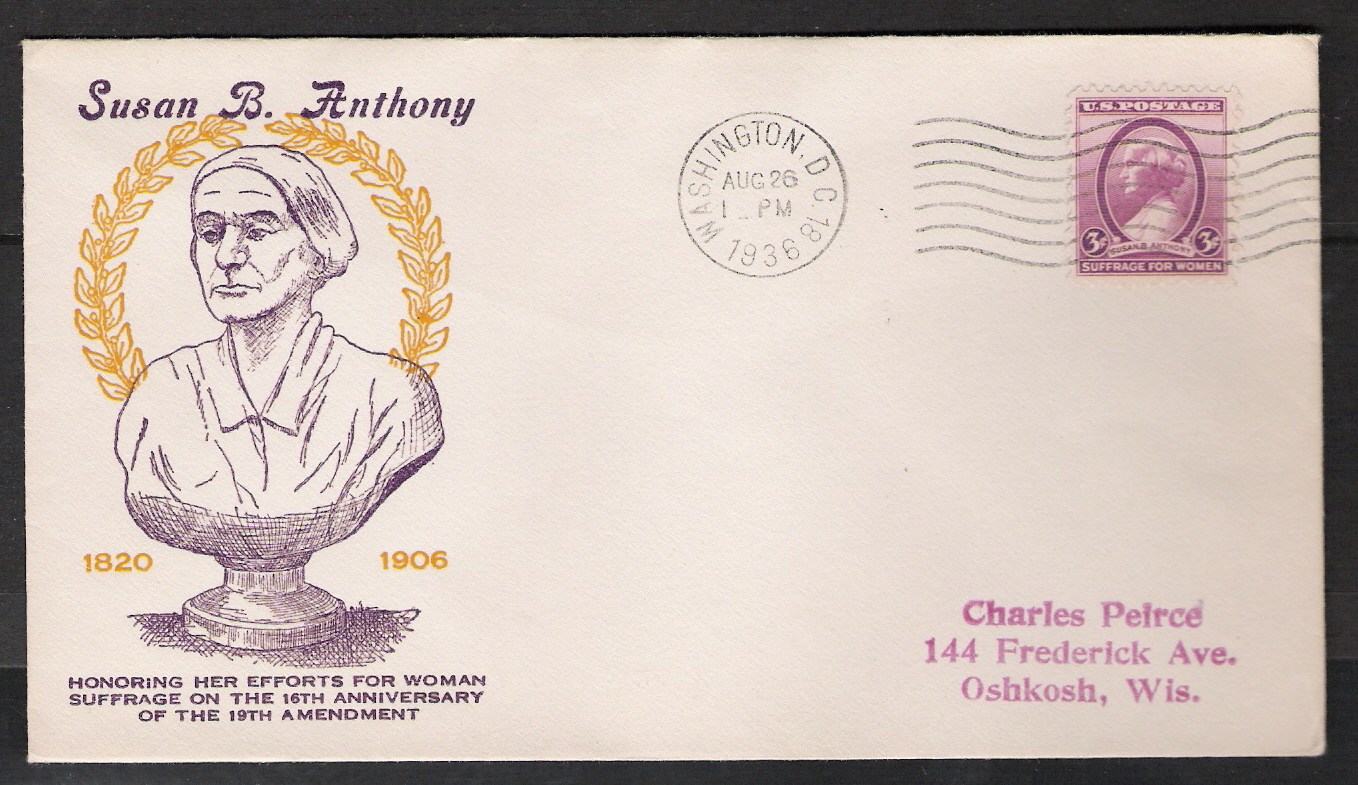 Susan B. Anthony
1820 1906
HONORING HER EFFORTS FOR WOMAN
SUFFRAGE ON THE 16TH ANNIVERSARY
OF THE 19TH AMENDMENT
WASHINGTON, D.C. 18
AUG 26
1 PM
1936
U.S. POSTAGE
3¢ 3¢
SUSAN B. ANTHONY
SUFFRAGE FOR WOMEN
Charles Peirce
144 Frederick Ave.
Oshkosh, Wis.